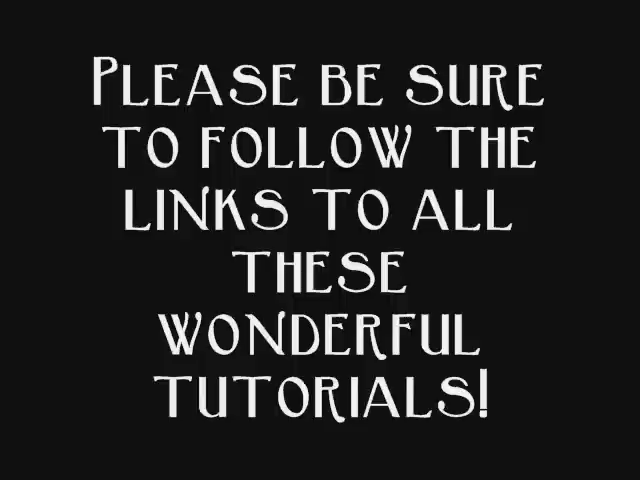 PLEASE BE SURE
TO FOLLOW THE
LINKS TO ALL
THESE
WONDERFUL
TUTORIALS!